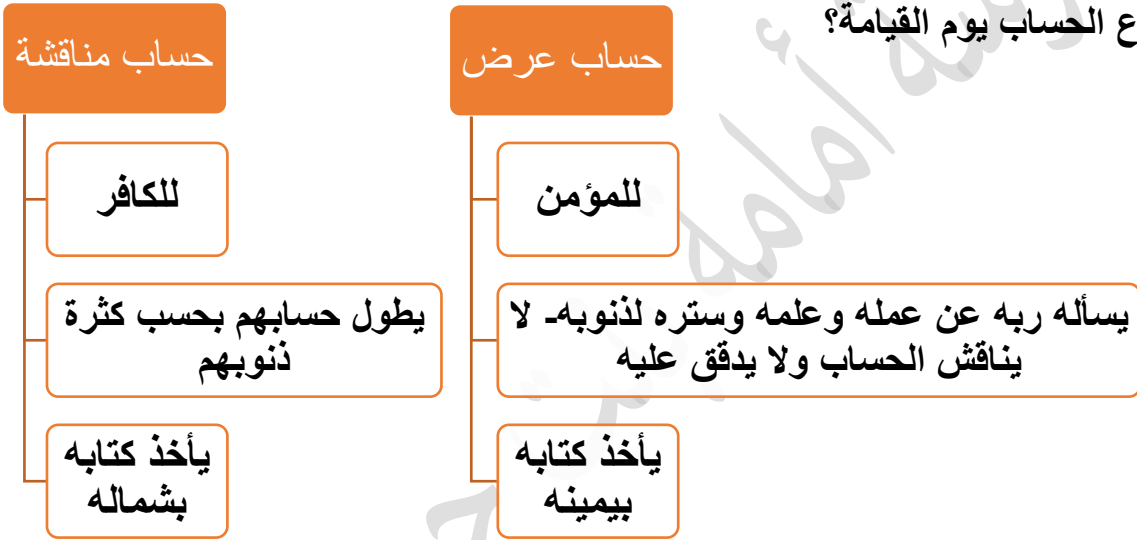 ع الحساب يوم القيامة؟
حساب عرض
للمؤمن
يسأله ربه عن عمله وعلمه وستره لذنوبه- لا
يناقش الحساب ولا يدقق عليه
يأخذ كتابه
بيمينه
حساب مناقشة
للكافر
يطول حسابهم بحسب كثرة
ذنوبهم
يأخذ كتابه
بشماله